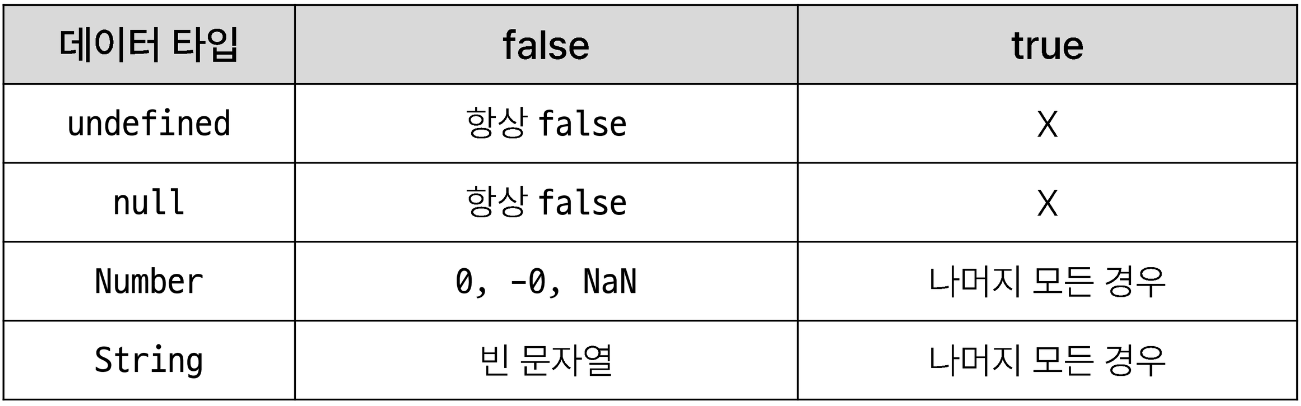 데이터 타입 false true
undefined 항상 false X
null 항상 false X
Number 0, -0, NaN 나머지 모든 경우
String 빈 문자열 나머지 모든 경우